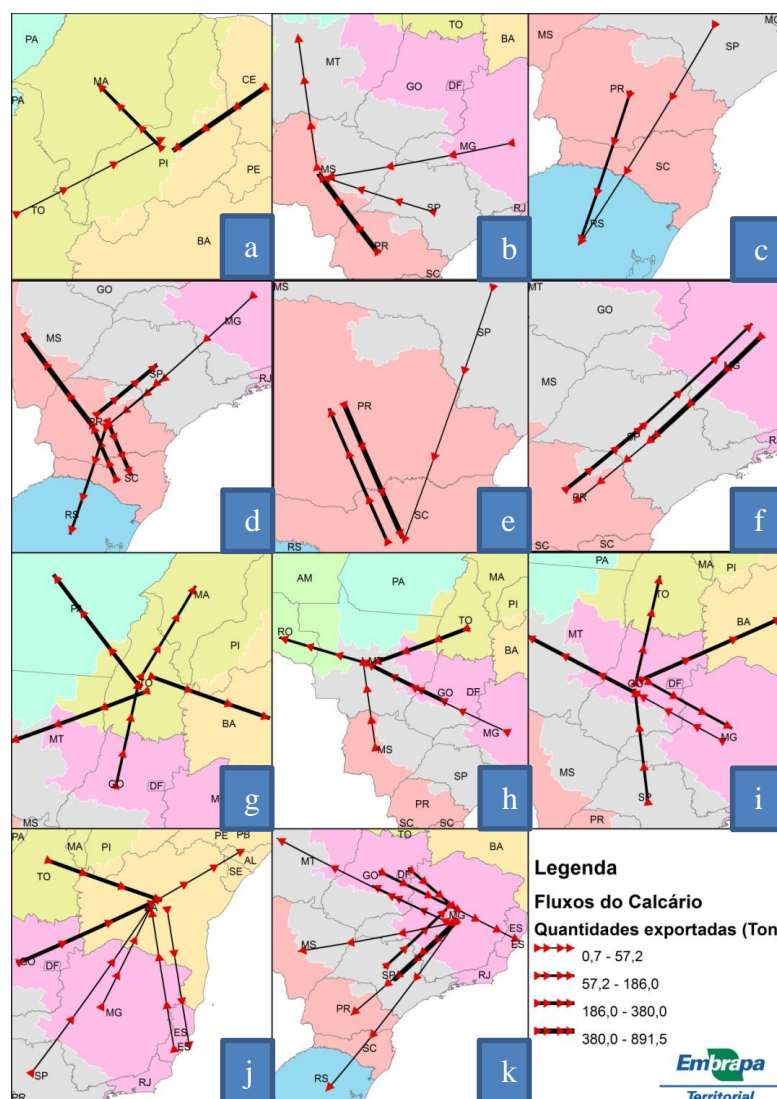 PA
MA
CE
PA
PI
PE
TO
BA
a
TO
BA
MT
GO
DF
MG
MS
SP
RJ
PR
SC
b
MS
SP
PR
SC
RS
c
GO
MS
MG
SP
RJ
PR
SC
RS
d
MS
SP
PR
SC
RS
e
MT
GO
MG
MS
SP
PR
SC
SC
f
PA
MA
TO
PI
BA
MT
GO
DF
MS
g
AM
PA
MA
TO
PI
RO
BA
GO
DF
MG
MS
SP
PR
SC
SC
h
PA
MA
PI
TO
BA
MT
DF
MG
MS
SP
PR
i
PA
MA
PI
PE
PB
AL
TO
SE
GO
DF
MG
ES
ES
SP
RJ
PR
j
TO
BA
MT
GO
DF
MG
ES
ES
MS
SP
RJ
PR
SC
RS
k
Legenda
Fluxos do Calcário
Quantidades exportadas (Ton
0,7 - 57,2
57,2 - 186,0
186,0 - 380,0
380,0 - 891,5
Embrapa
Territorial